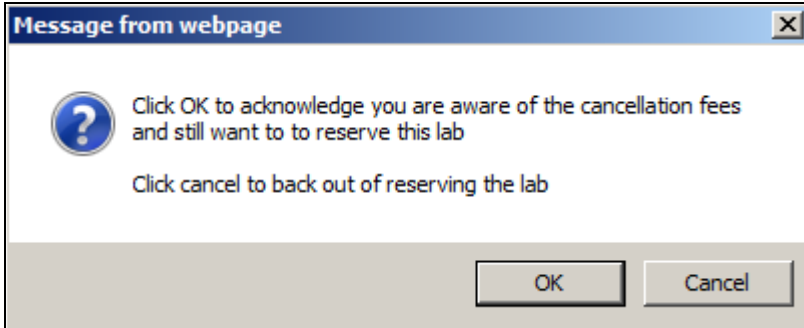 Message from webpage
Click OK to acknowledge you are aware of the cancellation fees
and still want to to reserve this lab
Click cancel to back out of reserving the lab
OK
Cancel